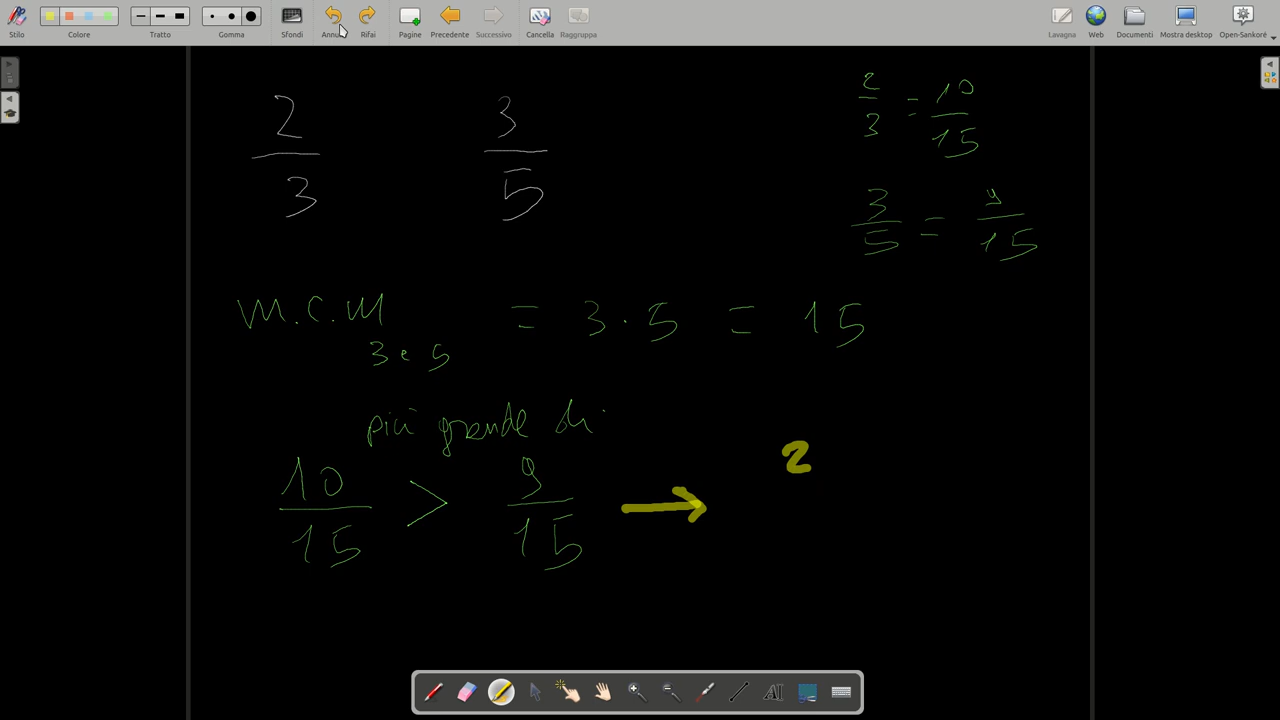 Stilo Colore Tratto Gomma Sfondi Annu Rifai Pagine Precedente Successivo Cancella Raggruppa Lavagna Web Documenti Mostra desktop Open-Sankoré
2/3 3/5
2/3 = 10/15
3/5 = 9/15
m.c.m = 3·5 = 15
3 e 5
più grande di
10/15 > 9/15 → 2
AI